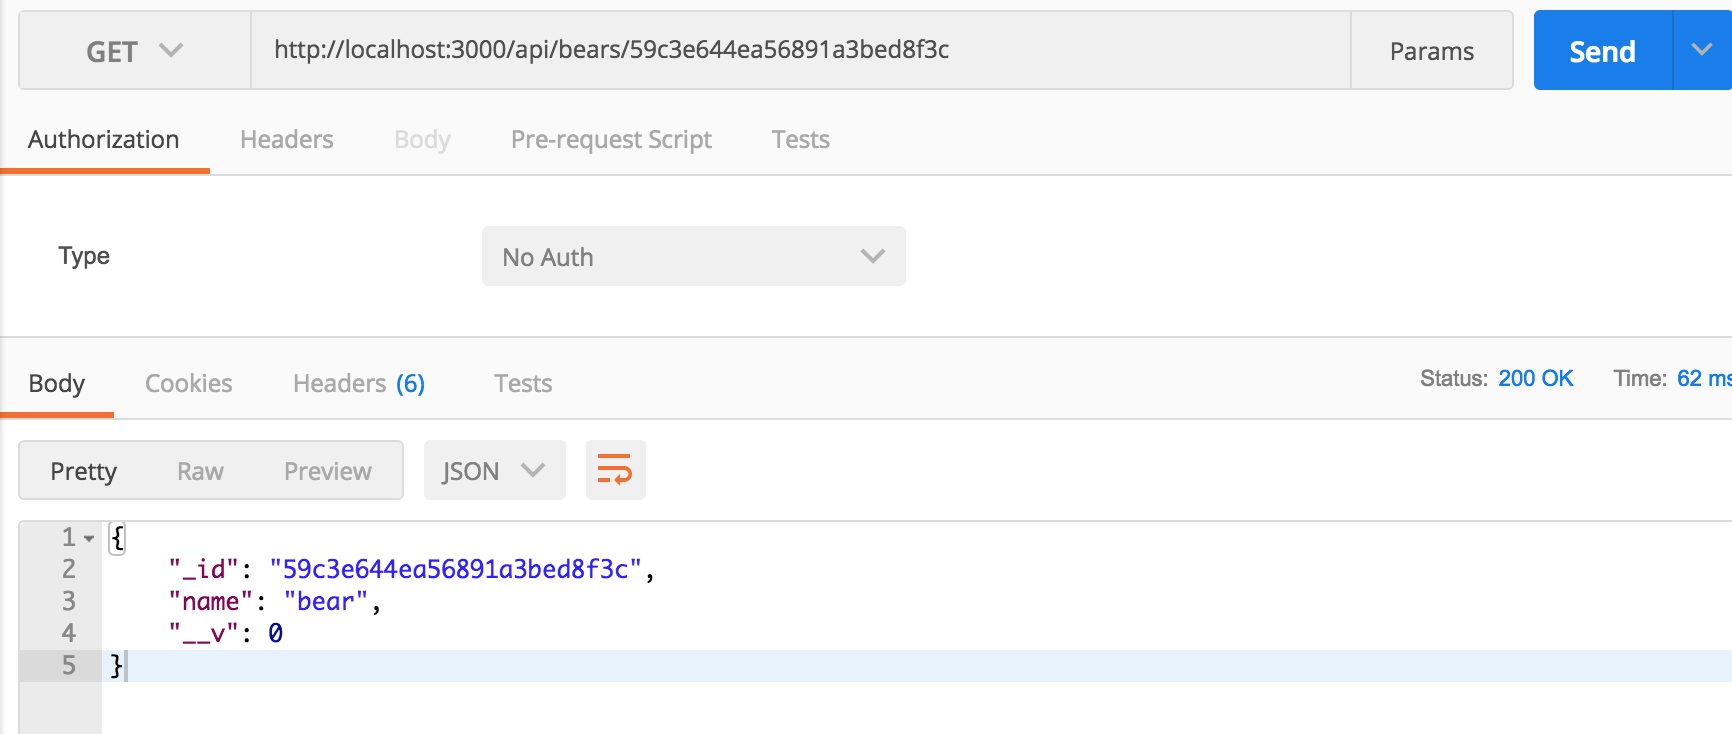 GET http://localhost:3000/api/bears/59c3e644ea56891a3bed8f3c Params Send
Authorization Headers Body Pre-request Script Tests
Type No Auth
Body Cookies Headers (6) Tests Status: 200 OK Time: 62 ms
Pretty Raw Preview JSON
1 {
2 "_id": "59c3e644ea56891a3bed8f3c",
3 "name": "bear",
4 "__v": 0
5 }